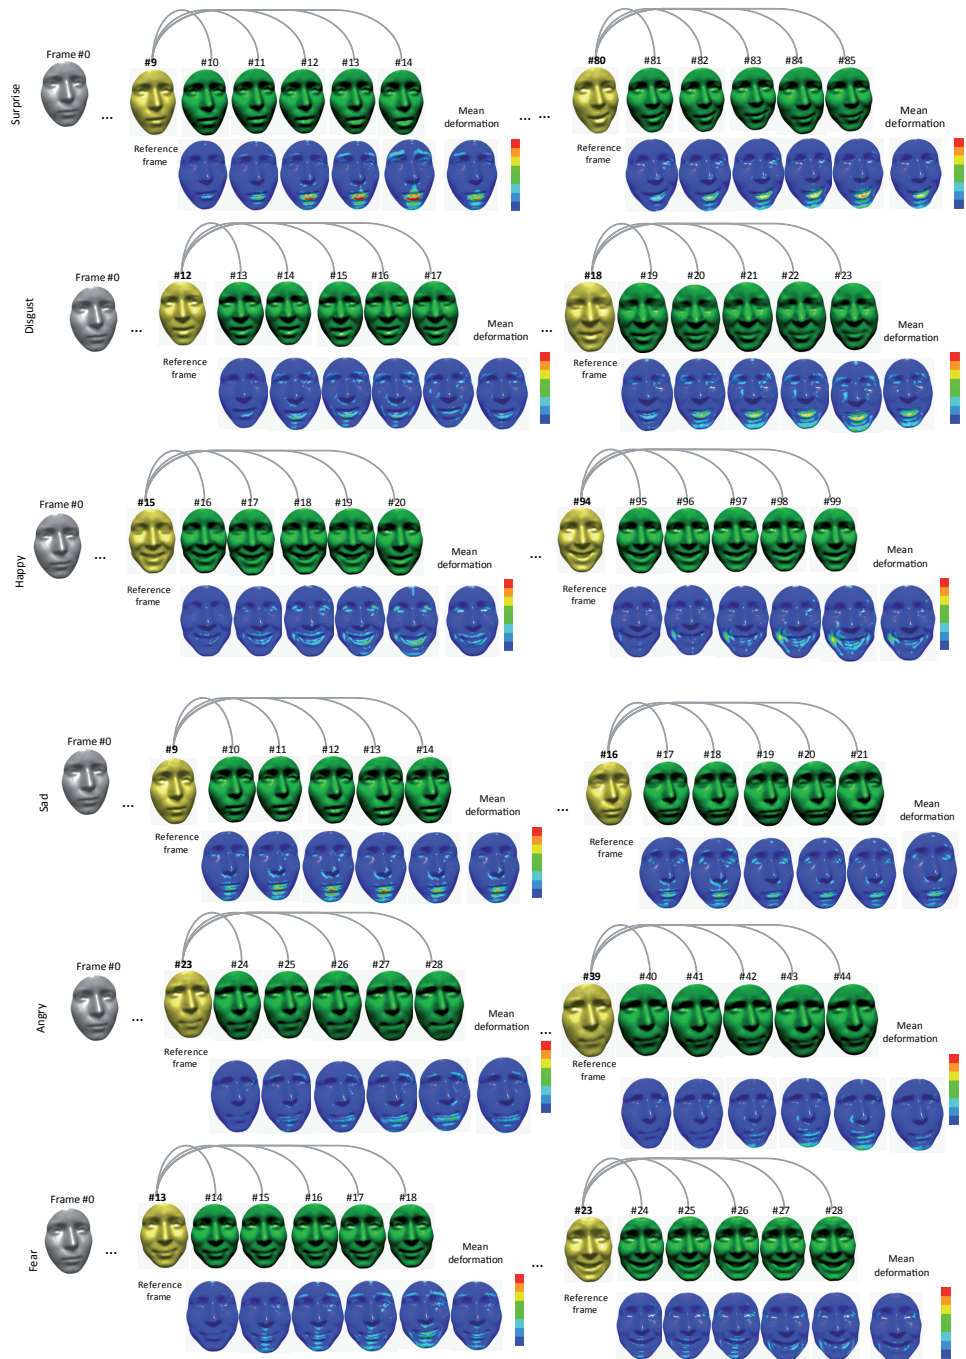 Surprise
Frame #0
...
#9
#10
#11
#12
#13
#14
Reference
frame
Mean
deformation
... ...
#80
#81
#82
#83
#84
#85
Mean
deformation
Disgust
Frame #0
...
#12
#13
#14
#15
#16
#17
Reference
frame
Mean
deformation
...
#18
#19
#20
#21
#22
#23
Reference
frame
Mean
deformation
Happy
Frame #0
...
#15
#16
#17
#18
#19
#20
Reference
frame
Mean
deformation
...
#94
#95
#96
#97
#98
#99
Reference
frame
Mean
deformation
Sad
Frame #0
...
#9
#10
#11
#12
#13
#14
Reference
frame
Mean
deformation
...
#16
#17
#18
#19
#20
#21
Reference
frame
Mean
deformation
Angry
Frame #0
...
#23
#24
#25
#26
#27
#28
Reference
frame
Mean
deformation
...
#39
#40
#41
#42
#43
#44
Reference
frame
Mean
deformation
Fear
Frame #0
...
#13
#14
#15
#16
#17
#18
Reference
frame
Mean
deformation
...
#23
#24
#25
#26
#27
#28
Reference
frame
Mean
deformation